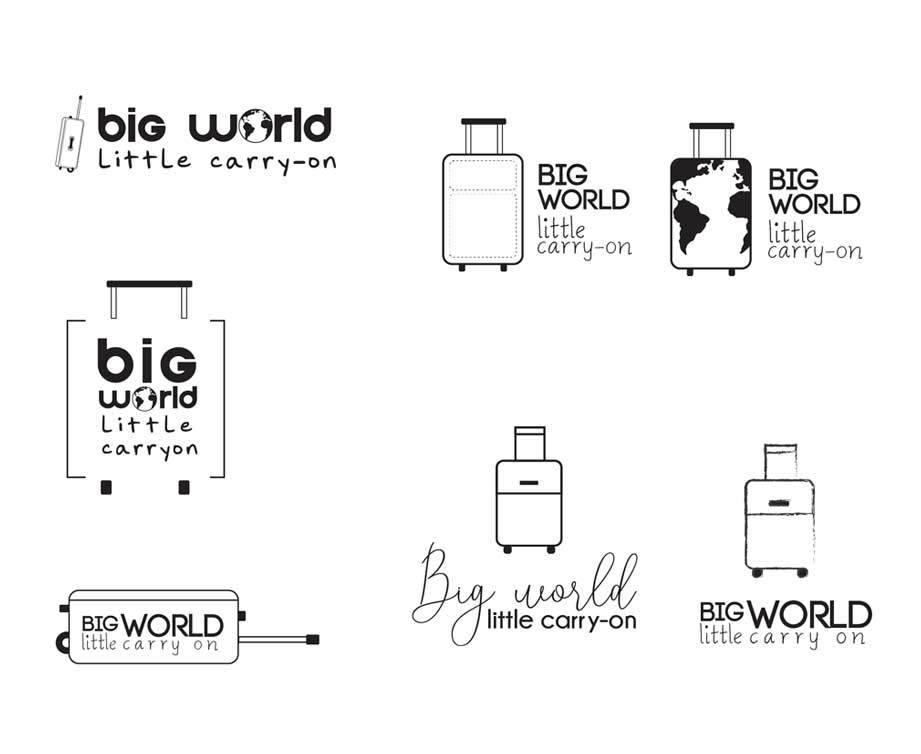 big world
Little carry-on
BIG
WORLD
little
carry-on
BIG
WORLD
little
carry-on
big
world
Little
carryon
Big world
little carry-on
BIG WORLD
little carry on
BIG WORLD
little carry on